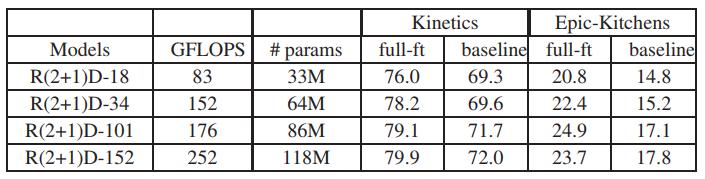 Kinetics Epic-Kitchens
Models GFLOPS # params full-ft baseline full-ft baseline
R(2+1)D-18 83 33M 76.0 69.3 20.8 14.8
R(2+1)D-34 152 64M 78.2 69.6 22.4 15.2
R(2+1)D-101 176 86M 79.1 71.7 24.9 17.1
R(2+1)D-152 252 118M 79.9 72.0 23.7 17.8